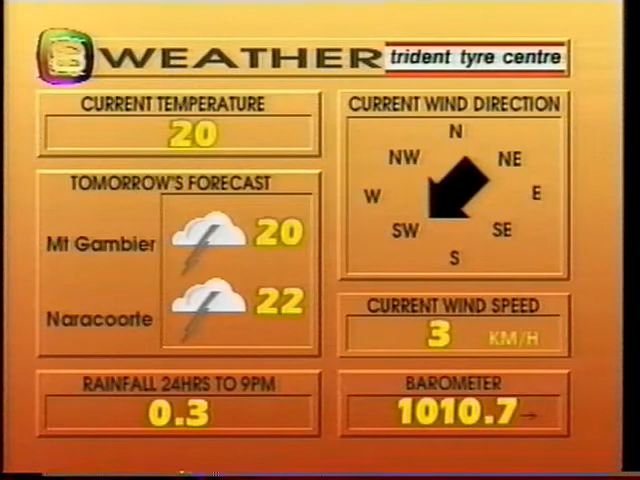 8 WEATHER trident tyre centre
CURRENT TEMPERATURE
20
TOMORROW'S FORECAST
Mt Gambier 20
Naracoorte 22
RAINFALL 24HRS TO 9PM
0.3
CURRENT WIND DIRECTION
N
NW NE
W E
SW SE
S
CURRENT WIND SPEED
3 KM/H
BAROMETER
1010.7→